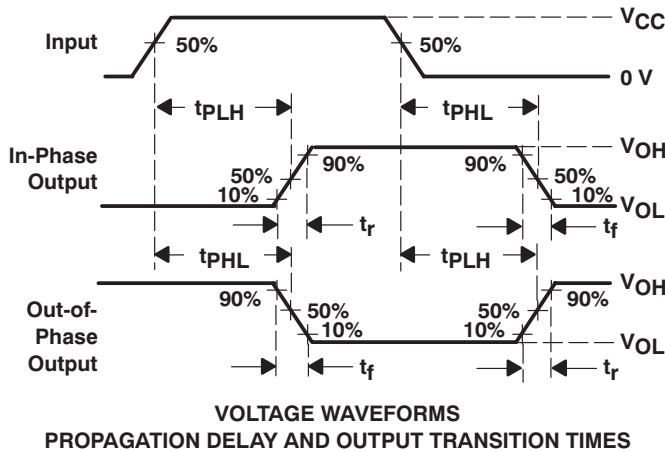 VCC
Input
50%
50%
0 V
tPLH
tPHL
In-Phase
Output
VOH
90%
90%
50%
50%
10%
10%
VOL
tr
tf
tPHL
tPLH
Out-of-
Phase
Output
VOH
90%
90%
50%
50%
10%
10%
VOL
tf
tr
VOLTAGE WAVEFORMS
PROPAGATION DELAY AND OUTPUT TRANSITION TIMES